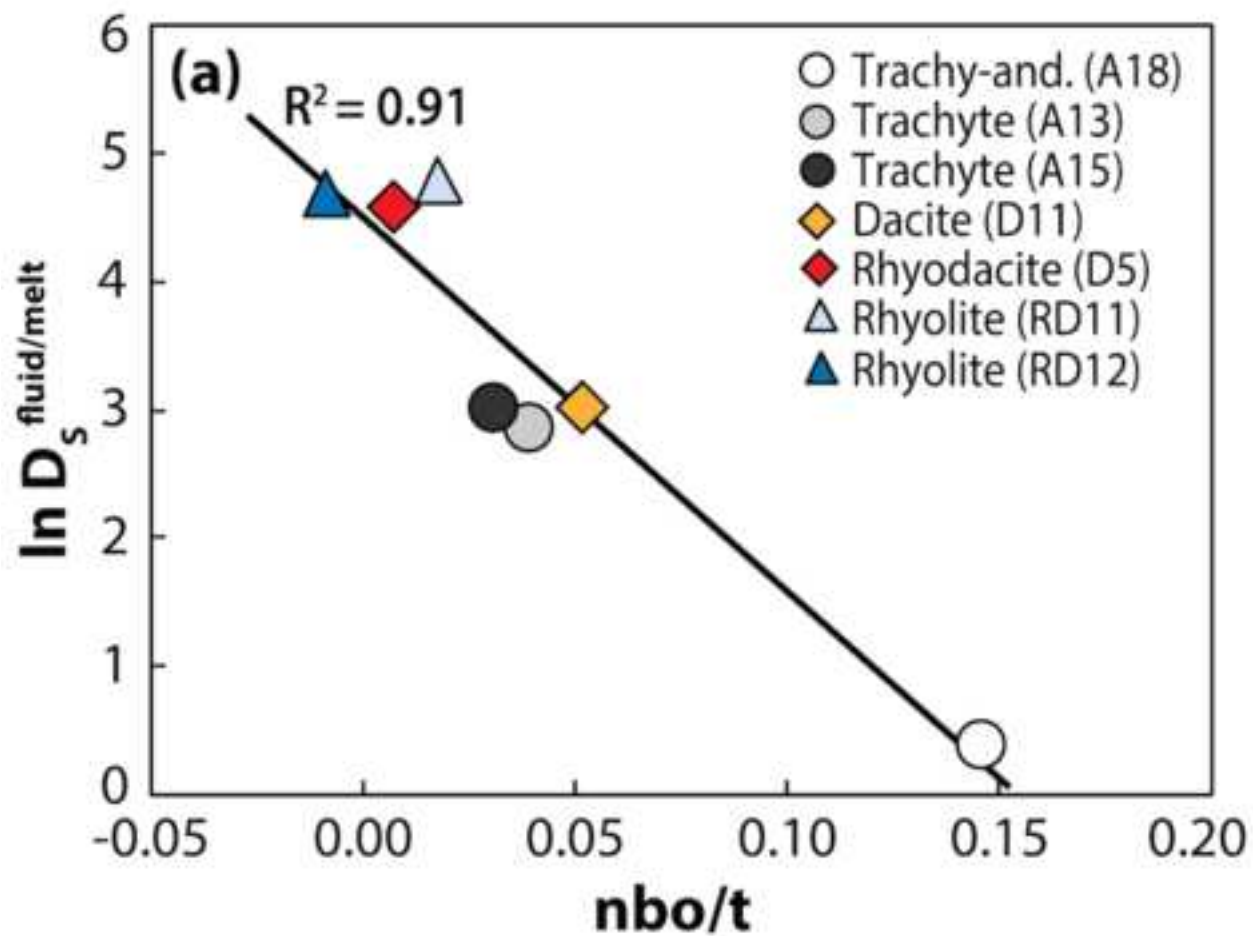 (a)
R² = 0.91
Trachy-and. (A18)
Trachyte (A13)
Trachyte (A15)
Dacite (D11)
Rhyodacite (D5)
Rhyolite (RD11)
Rhyolite (RD12)
6
5
4
3
2
1
0
ln Ds fluid/melt
-0.05 0.00 0.05 0.10 0.15 0.20
nbo/t